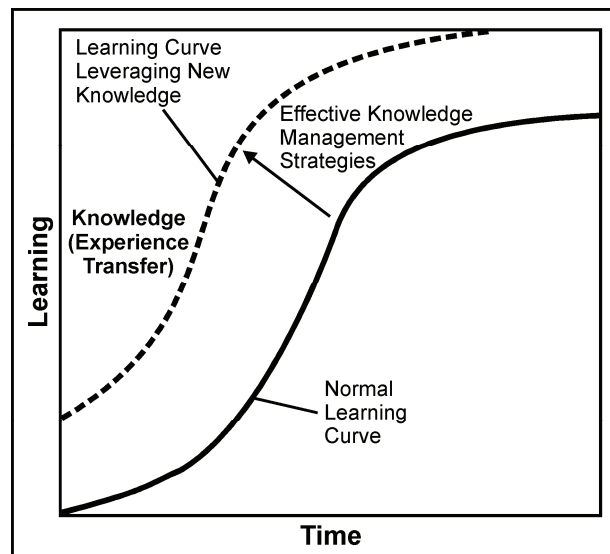 Learning Curve
Leveraging New
Knowledge
Effective Knowledge
Management
Strategies
Knowledge
(Experience
Transfer)
Learning
Normal
Learning
Curve
Time